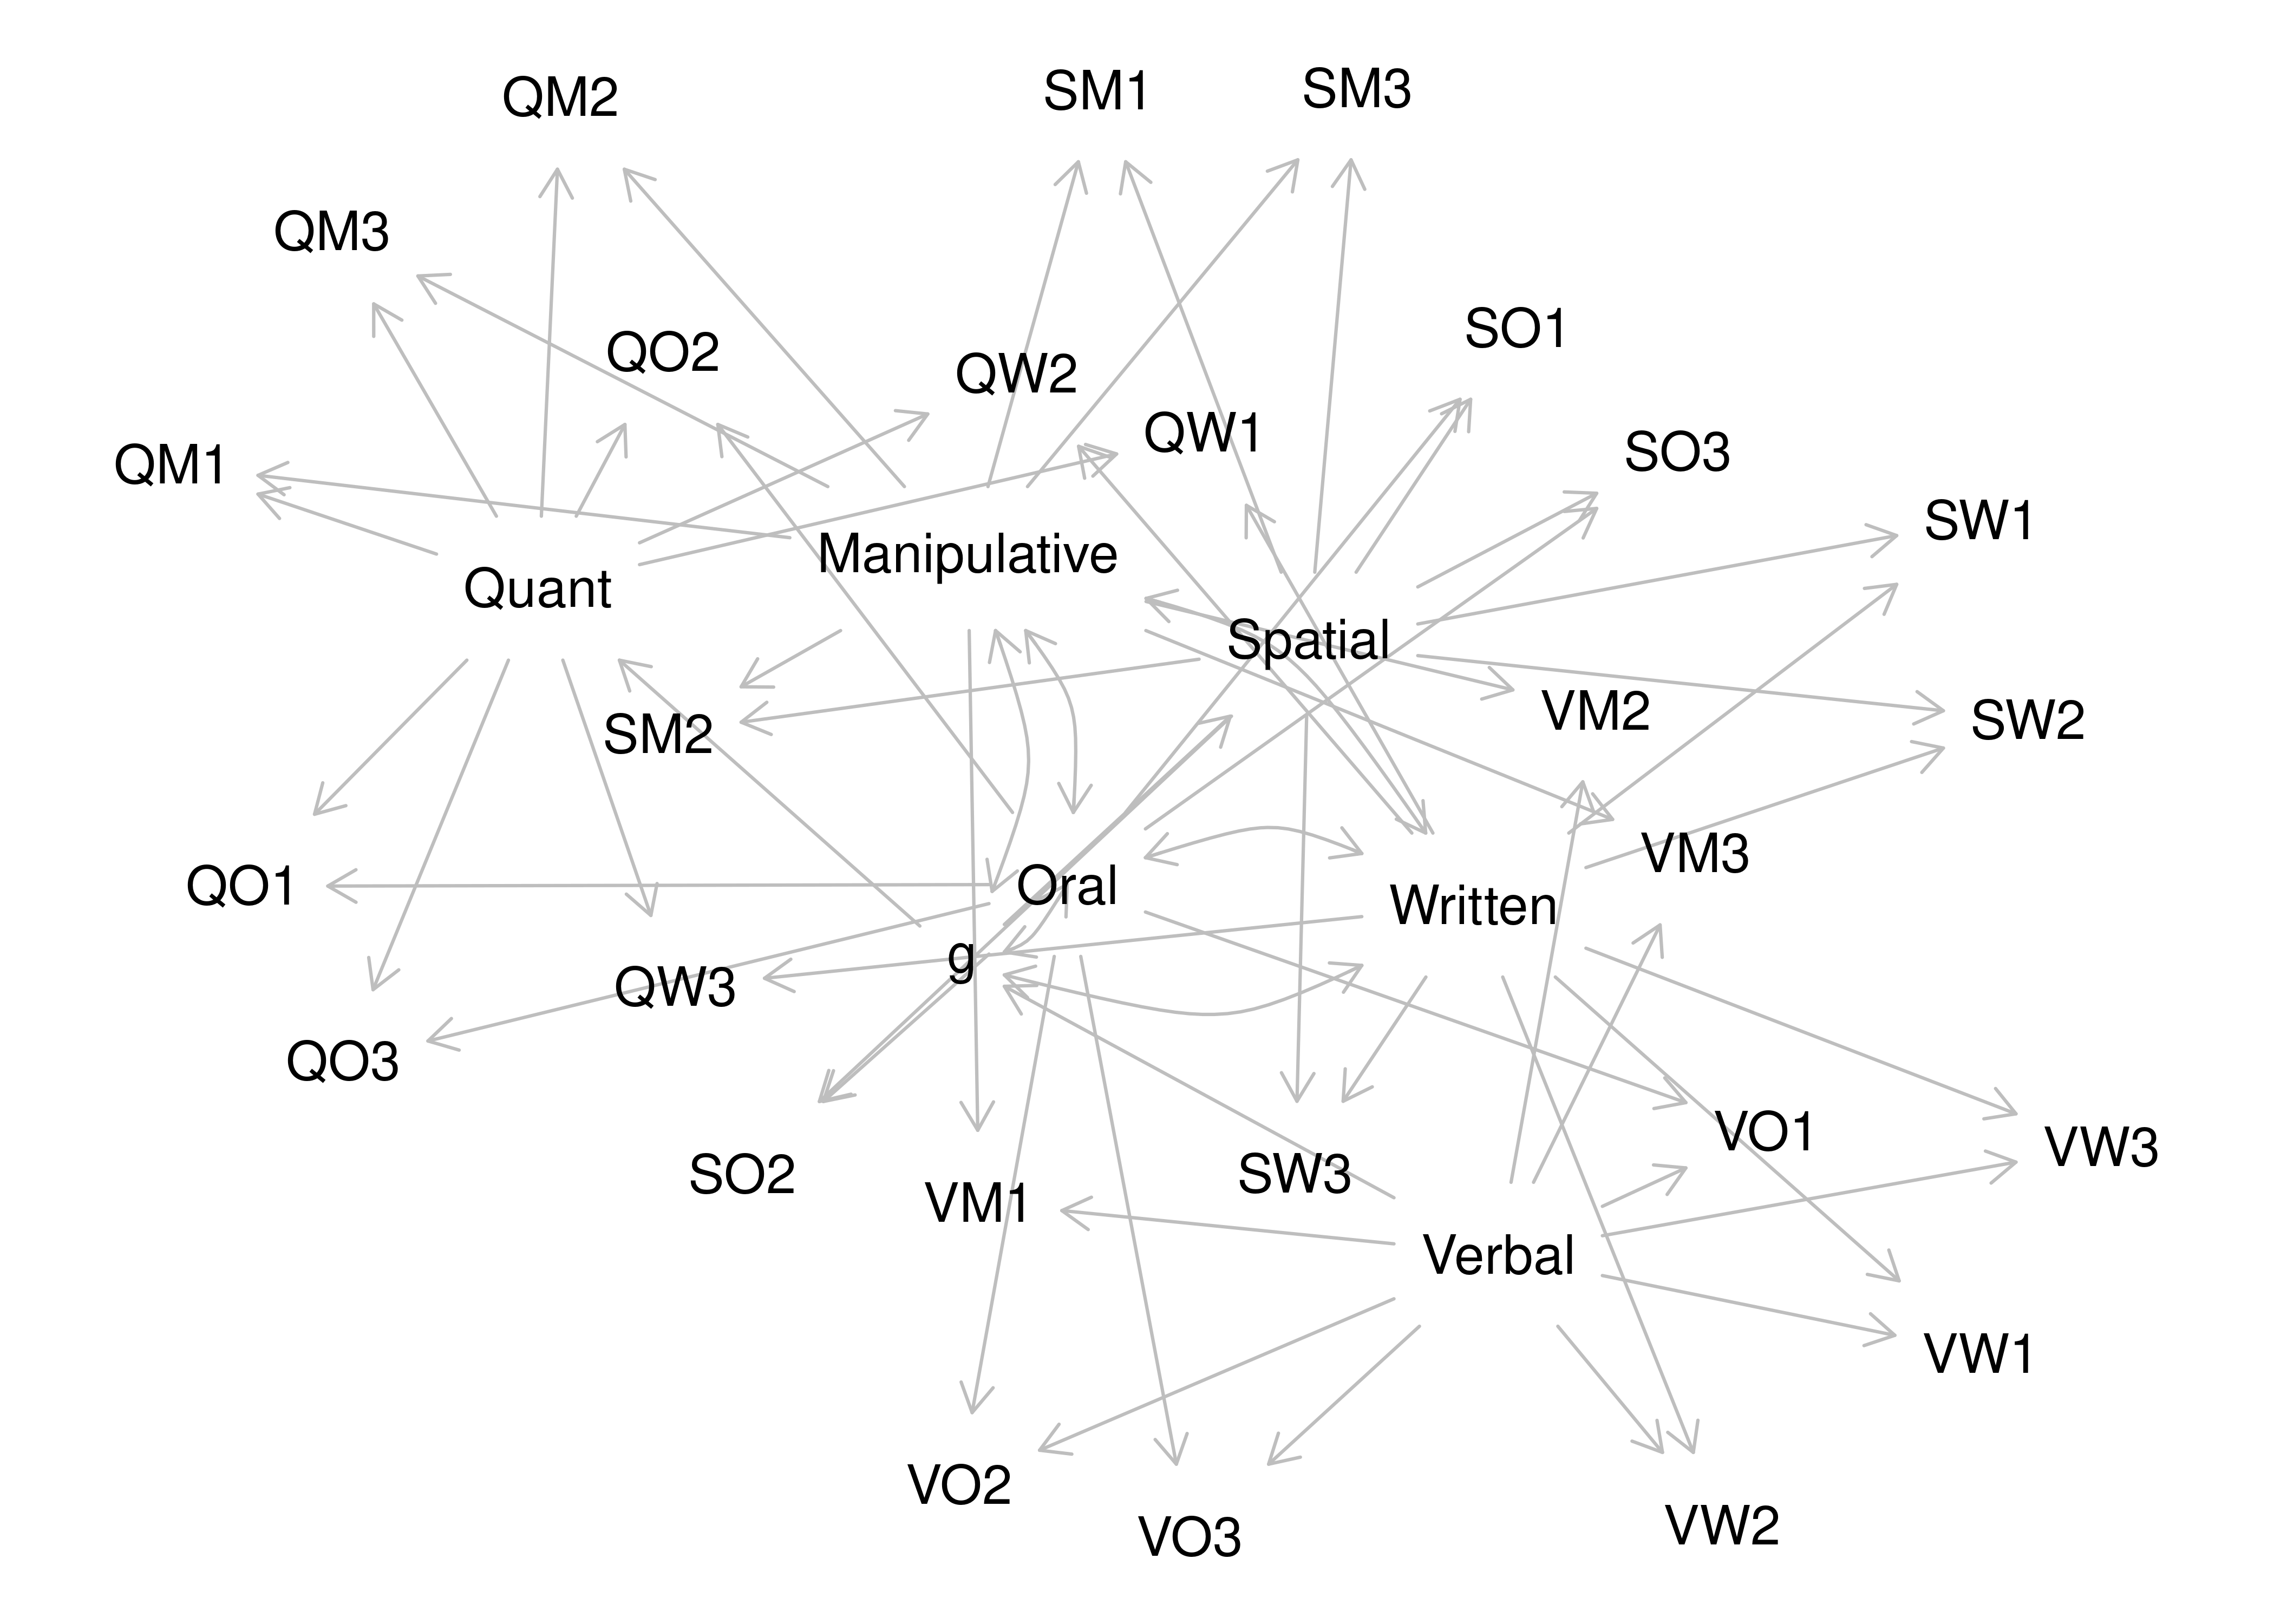 QM2
SM1
SM3
QM3
SO1
QO2
QW2
QW1
SO3
QM1
SW1
Manipulative
Quant
Spatial
VM2
SW2
SM2
VM3
QO1
Oral
Written
g
QW3
QO3
VO1
VW3
SO2
SW3
VM1
Verbal
VW1
VO2
VW2
VO3